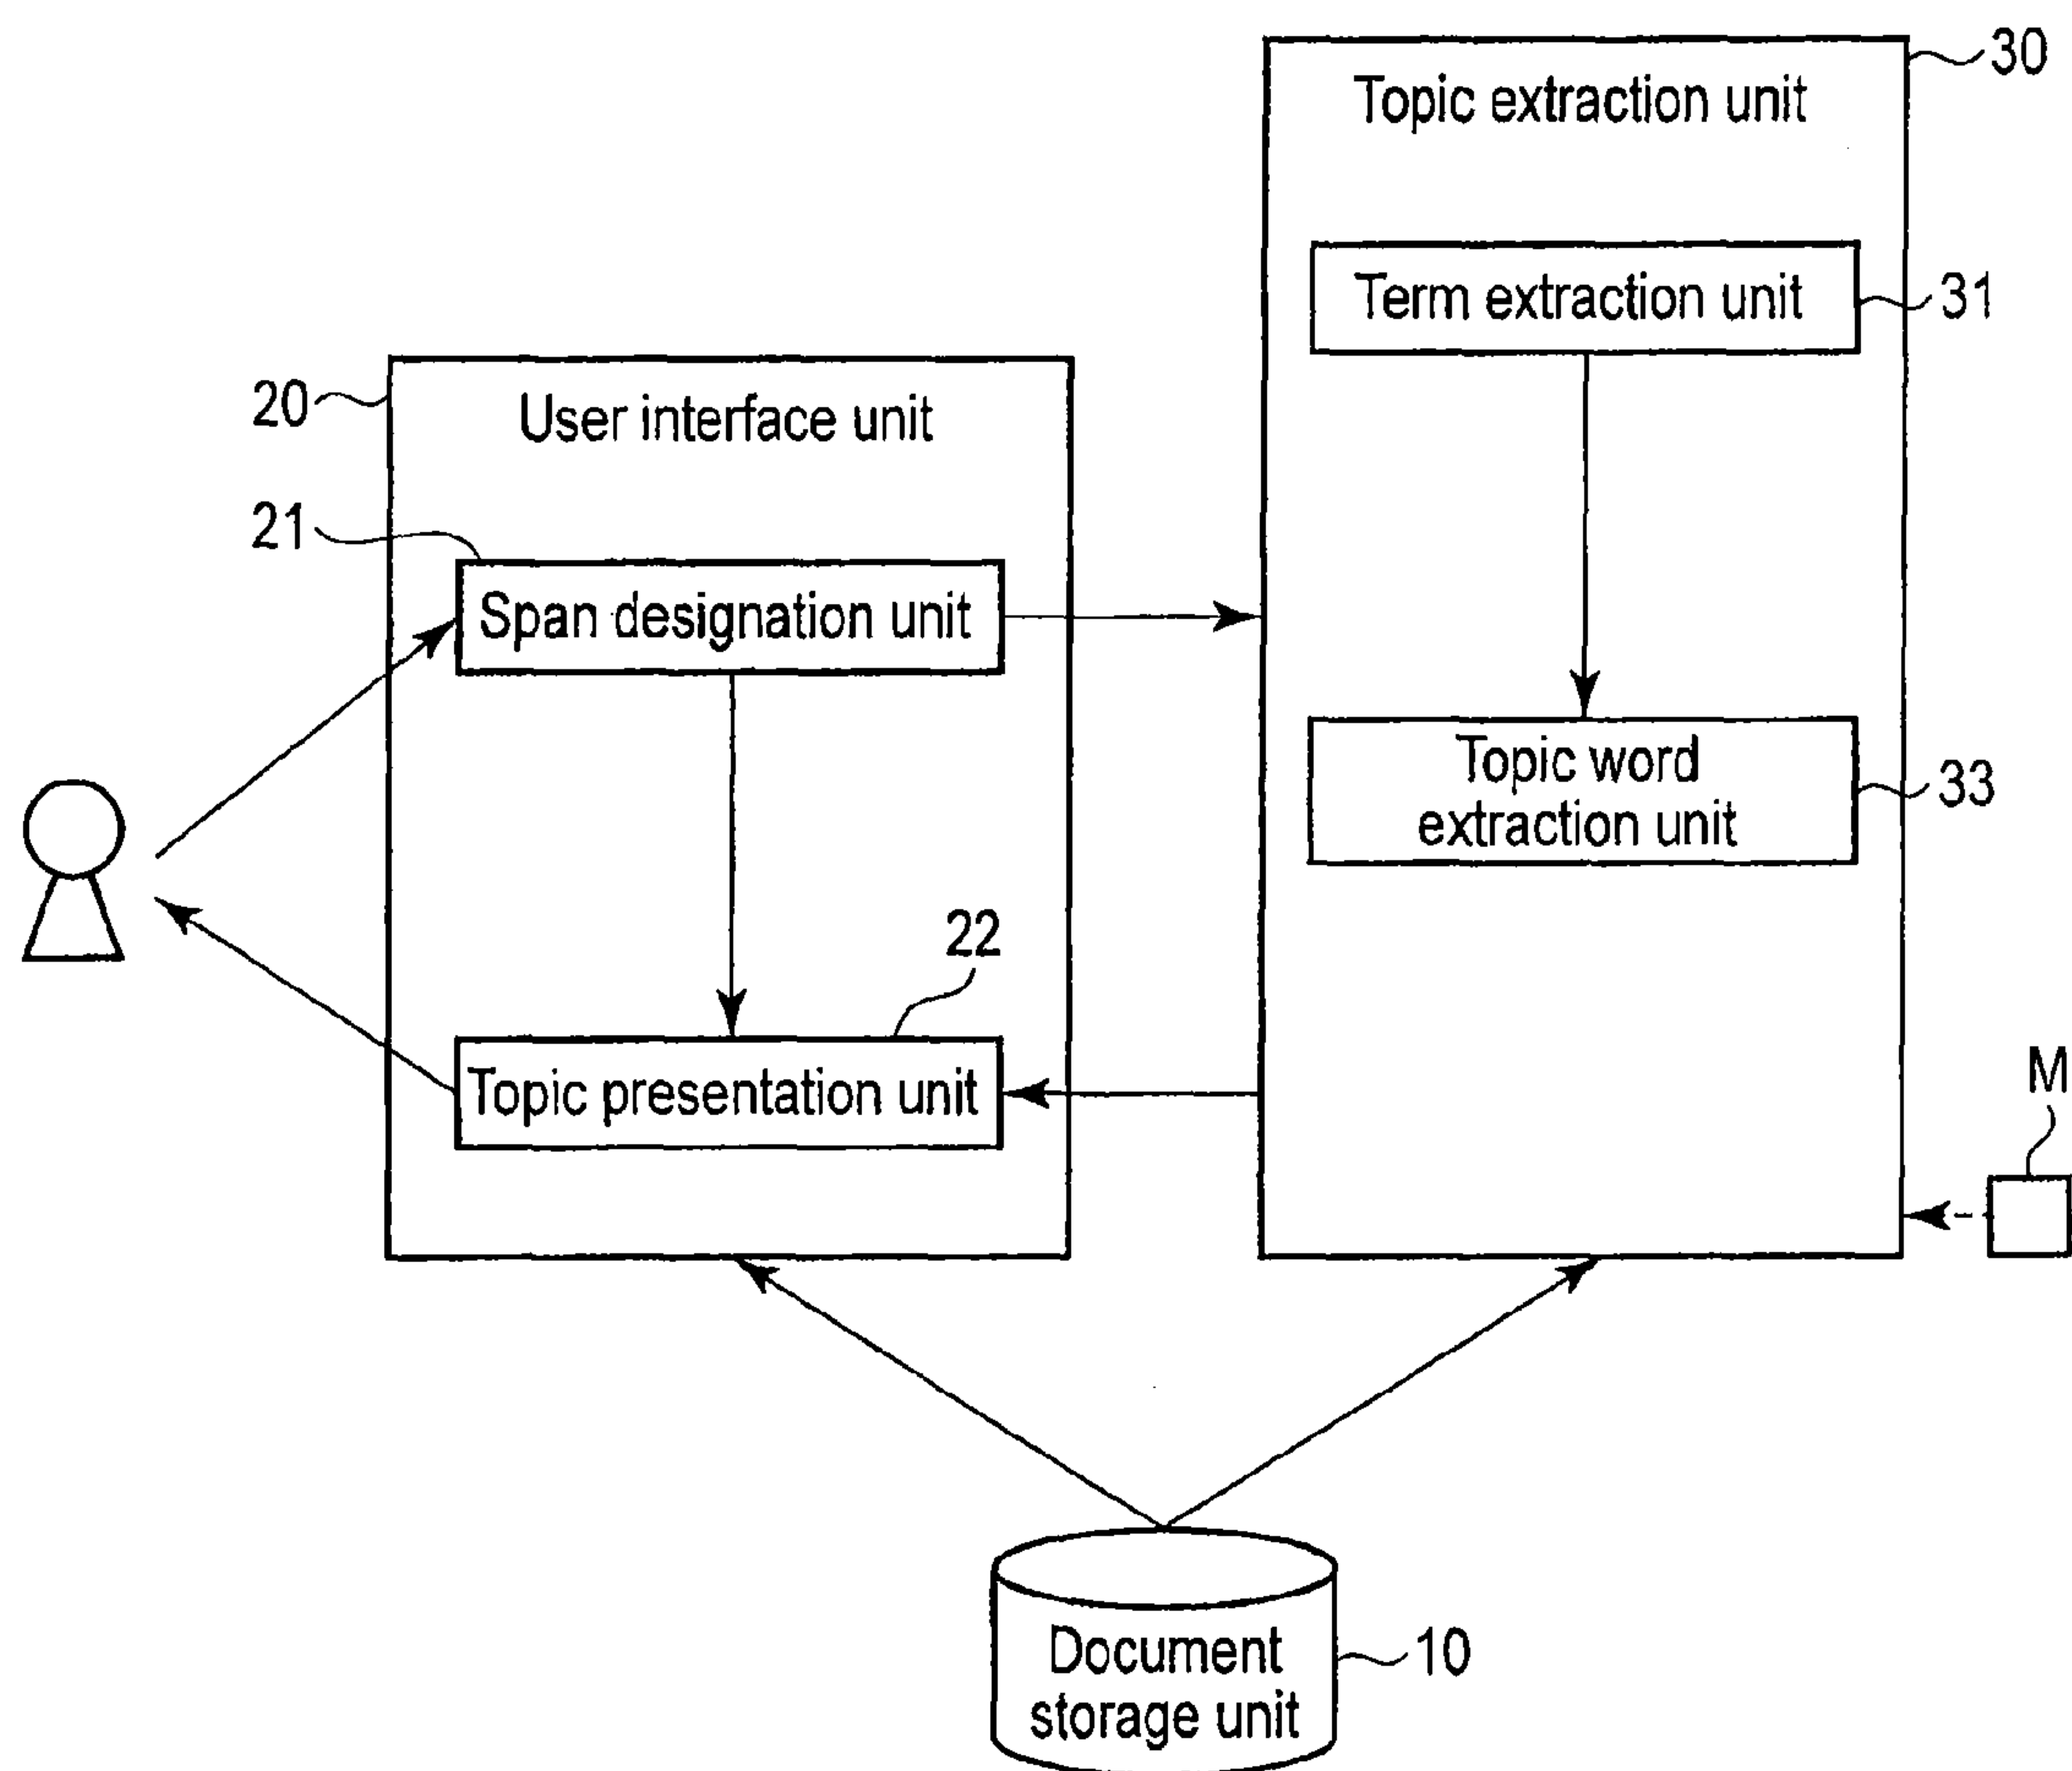 30
Topic extraction unit
Term extraction unit
31
20
User interface unit
21
Span designation unit
Topic word
extraction unit
33
22
Topic presentation unit
M
Document
storage unit
10